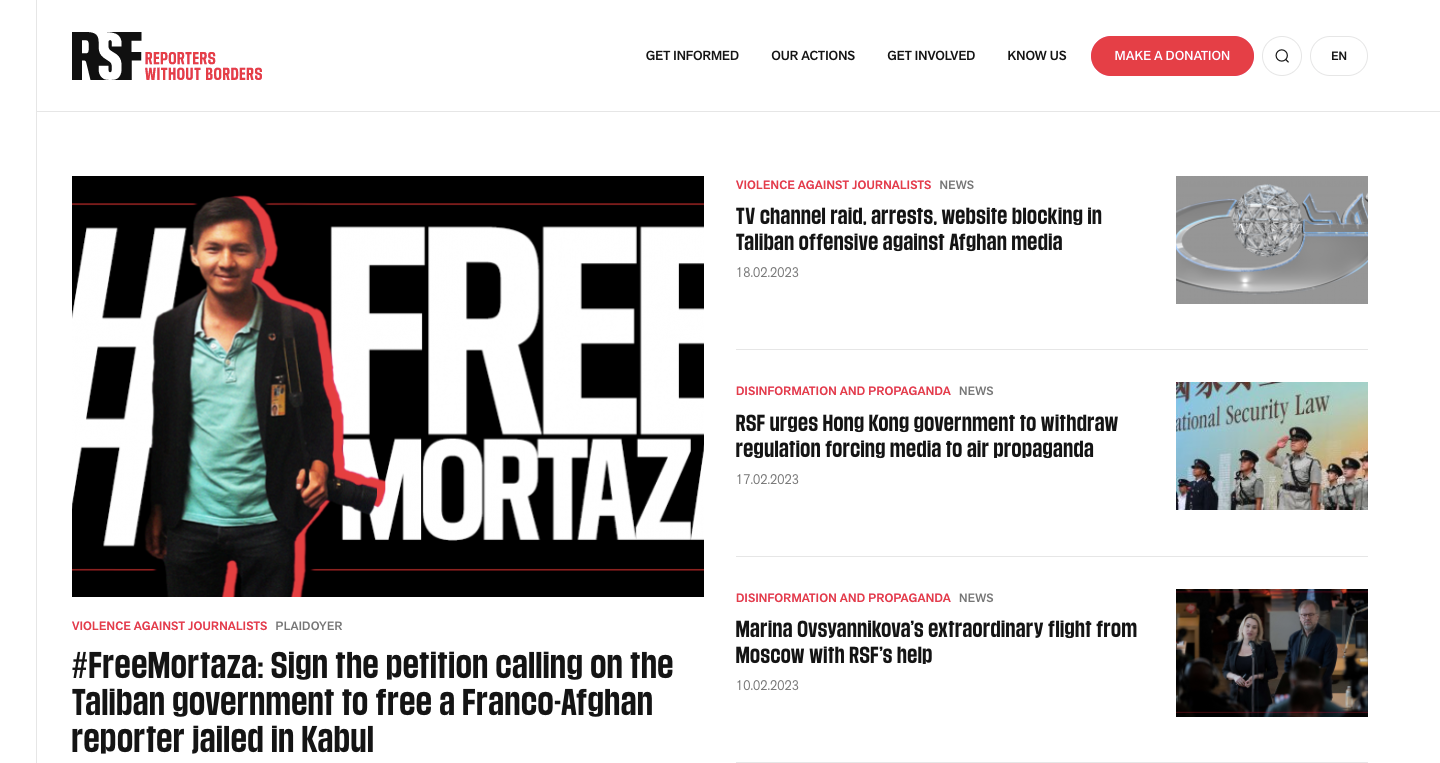 RSF REPORTERS
WITHOUT BORDERS
GET INFORMED
OUR ACTIONS
GET INVOLVED
KNOW US
MAKE A DONATION
EN
#FREE
MORTAZA
VIOLENCE AGAINST JOURNALISTS PLAIDOYER
#FreeMortaza: Sign the petition calling on the
Taliban government to free a Franco-Afghan
reporter jailed in Kabul
VIOLENCE AGAINST JOURNALISTS NEWS
TV channel raid, arrests, website blocking in
Taliban offensive against Afghan media
18.02.2023
DISINFORMATION AND PROPAGANDA NEWS
RSF urges Hong Kong government to withdraw
regulation forcing media to air propaganda
17.02.2023
ational Security Law
DISINFORMATION AND PROPAGANDA NEWS
Marina Ovsyannikova’s extraordinary flight from
Moscow with RSF’s help
10.02.2023